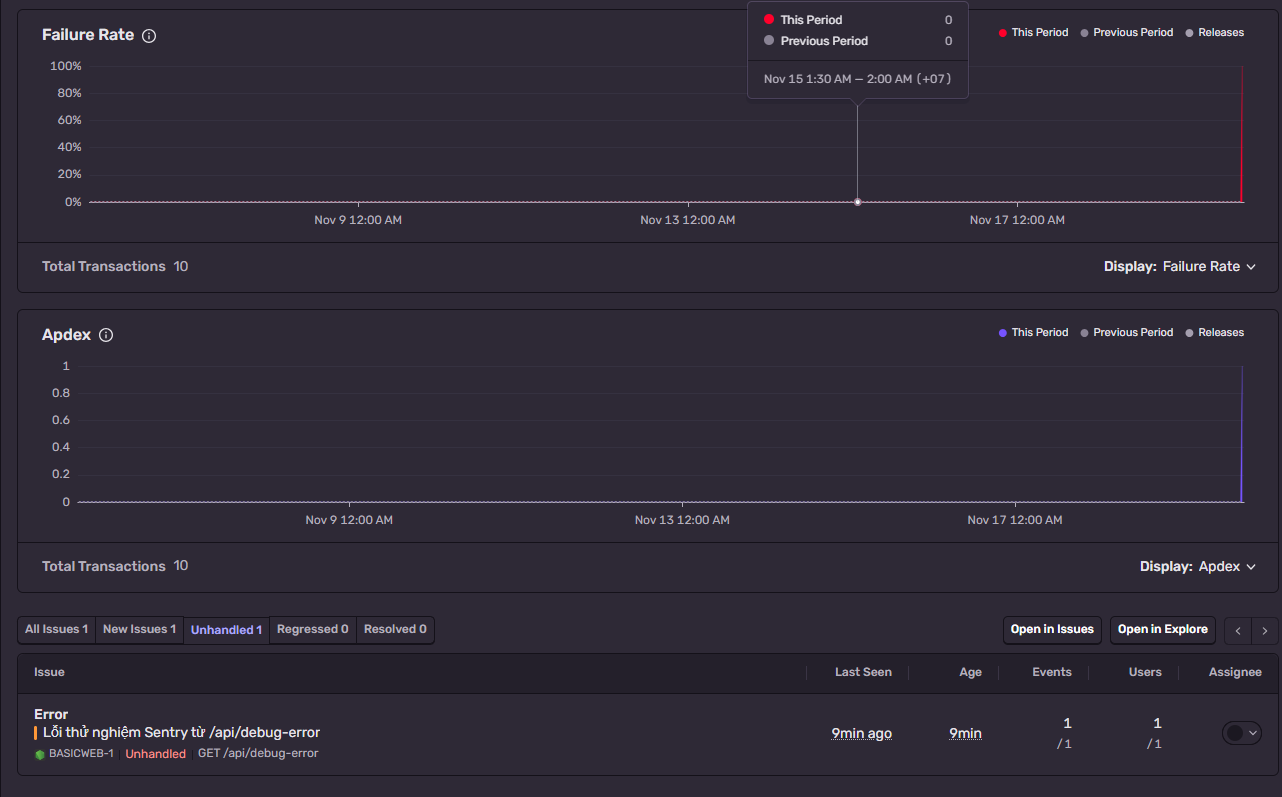 This Period 0
Previous Period 0
Nov 15 1:30 AM — 2:00 AM (+07)
Failure Rate
This Period Previous Period Releases
100%
80%
60%
40%
20%
0%
Nov 9 12:00 AM Nov 13 12:00 AM Nov 17 12:00 AM
Total Transactions 10 Display: Failure Rate
Apdex
This Period Previous Period Releases
1
0.8
0.6
0.4
0.2
0
Nov 9 12:00 AM Nov 13 12:00 AM Nov 17 12:00 AM
Total Transactions 10 Display: Apdex
All Issues 1 New Issues 1 Unhandled 1 Regressed 0 Resolved 0 Open in Issues Open in Explore
Issue Last Seen Age Events Users Assignee
Error
Lỗi thử nghiệm Sentry từ /api/debug-error 9min ago 9min 1 1
/1 /1
BASICWEB-1 Unhandled GET /api/debug-error